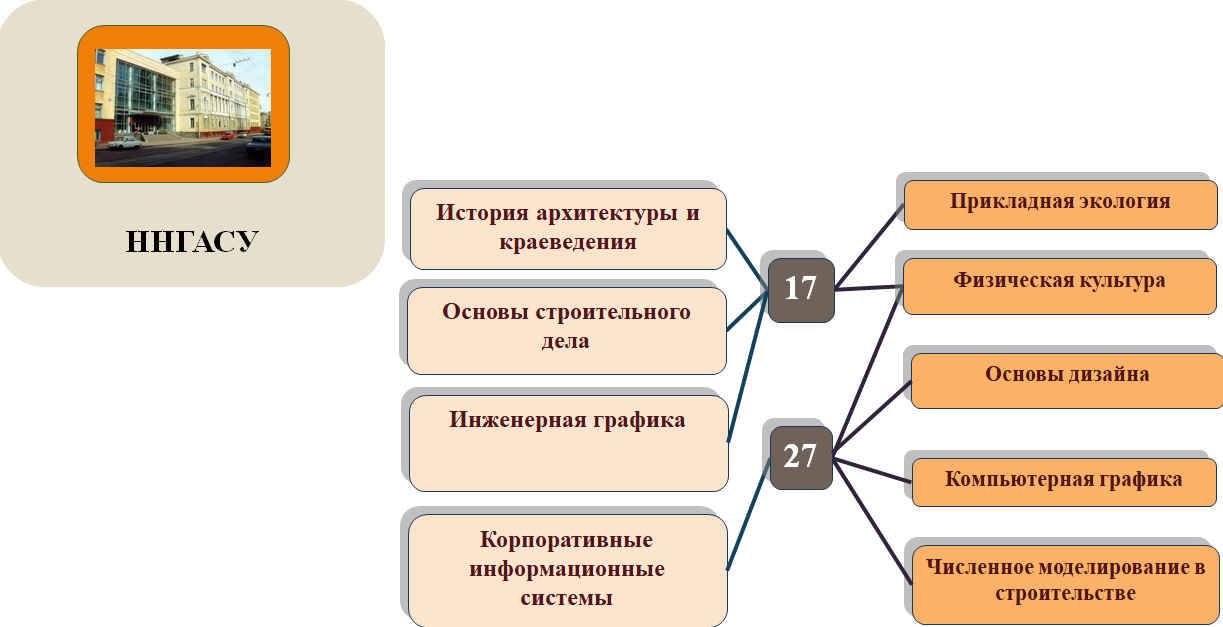 ННГАСУ
История архитектуры и
краеведения
Основы строительного
дела
Инженерная графика
Корпоративные
информационные
системы
17
27
Прикладная экология
Физическая культура
Основы дизайна
Компьютерная графика
Численное моделирование в
строительстве